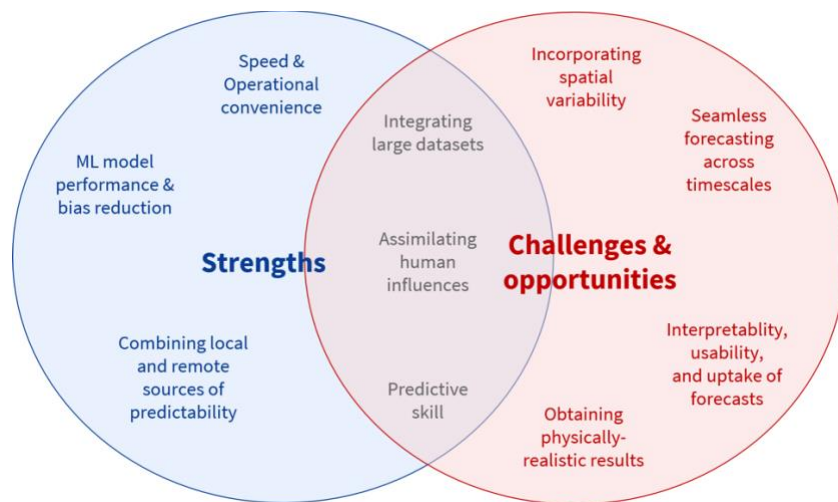 Speed &
Operational
convenience
ML model
performance &
bias reduction
Strengths
Combining local
and remote
sources of
predictability
Integrating
large datasets
Assimilating
human
influences
Predictive
skill
Incorporating
spatial
variability
Seamless
forecasting
across
timescales
Challenges &
opportunities
Interpretablity,
usability,
and uptake of
forecasts
Obtaining
physically-
realistic results